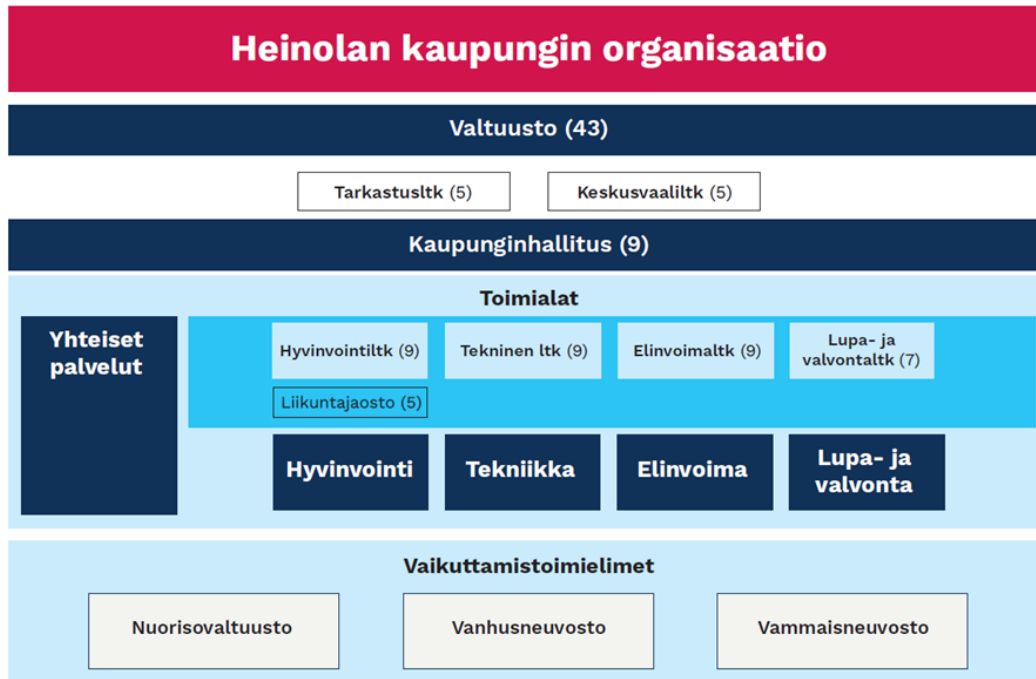 Heinolan kaupungin organisaatio
Valtuusto (43)
Tarkastusltk (5)
Keskusvaaliltk (5)
Kaupunginhallitus (9)
Toimialat
Yhteiset
palvelut
Hyvinvointiltk (9)
Tekninen ltk (9)
Elinvoimaltk (9)
Lupa- ja
valvontaltk (7)
Liikuntajaosto (5)
Hyvinvointi
Tekniikka
Elinvoima
Lupa- ja
valvonta
Vaikuttamistoimielimet
Nuorisovaltuusto
Vanhusneuvosto
Vammaisneuvosto